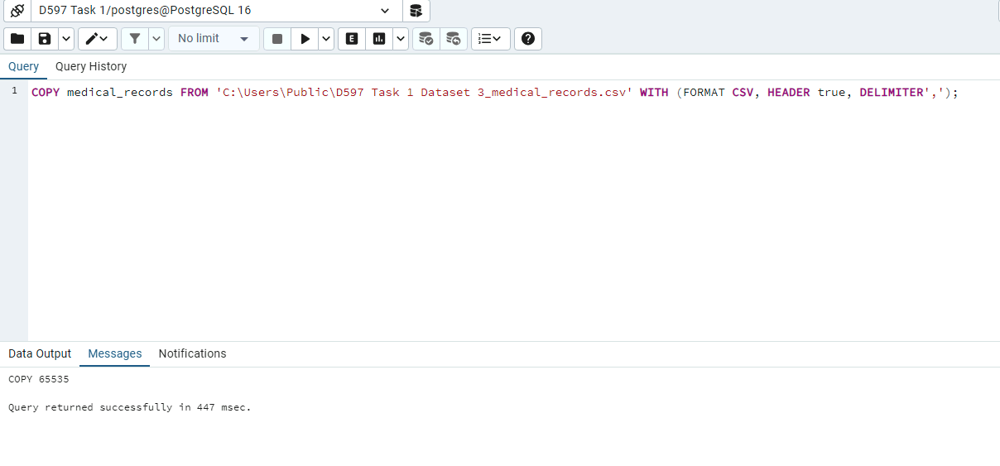 D597 Task 1/postgres@PostgreSQL 16
No limit
E
Query Query History
1 COPY medical_records FROM 'C:\Users\Public\D597 Task 1 Dataset 3_medical_records.csv' WITH (FORMAT CSV, HEADER true, DELIMITER',');
Data Output Messages Notifications
COPY 65535
Query returned successfully in 447 msec.